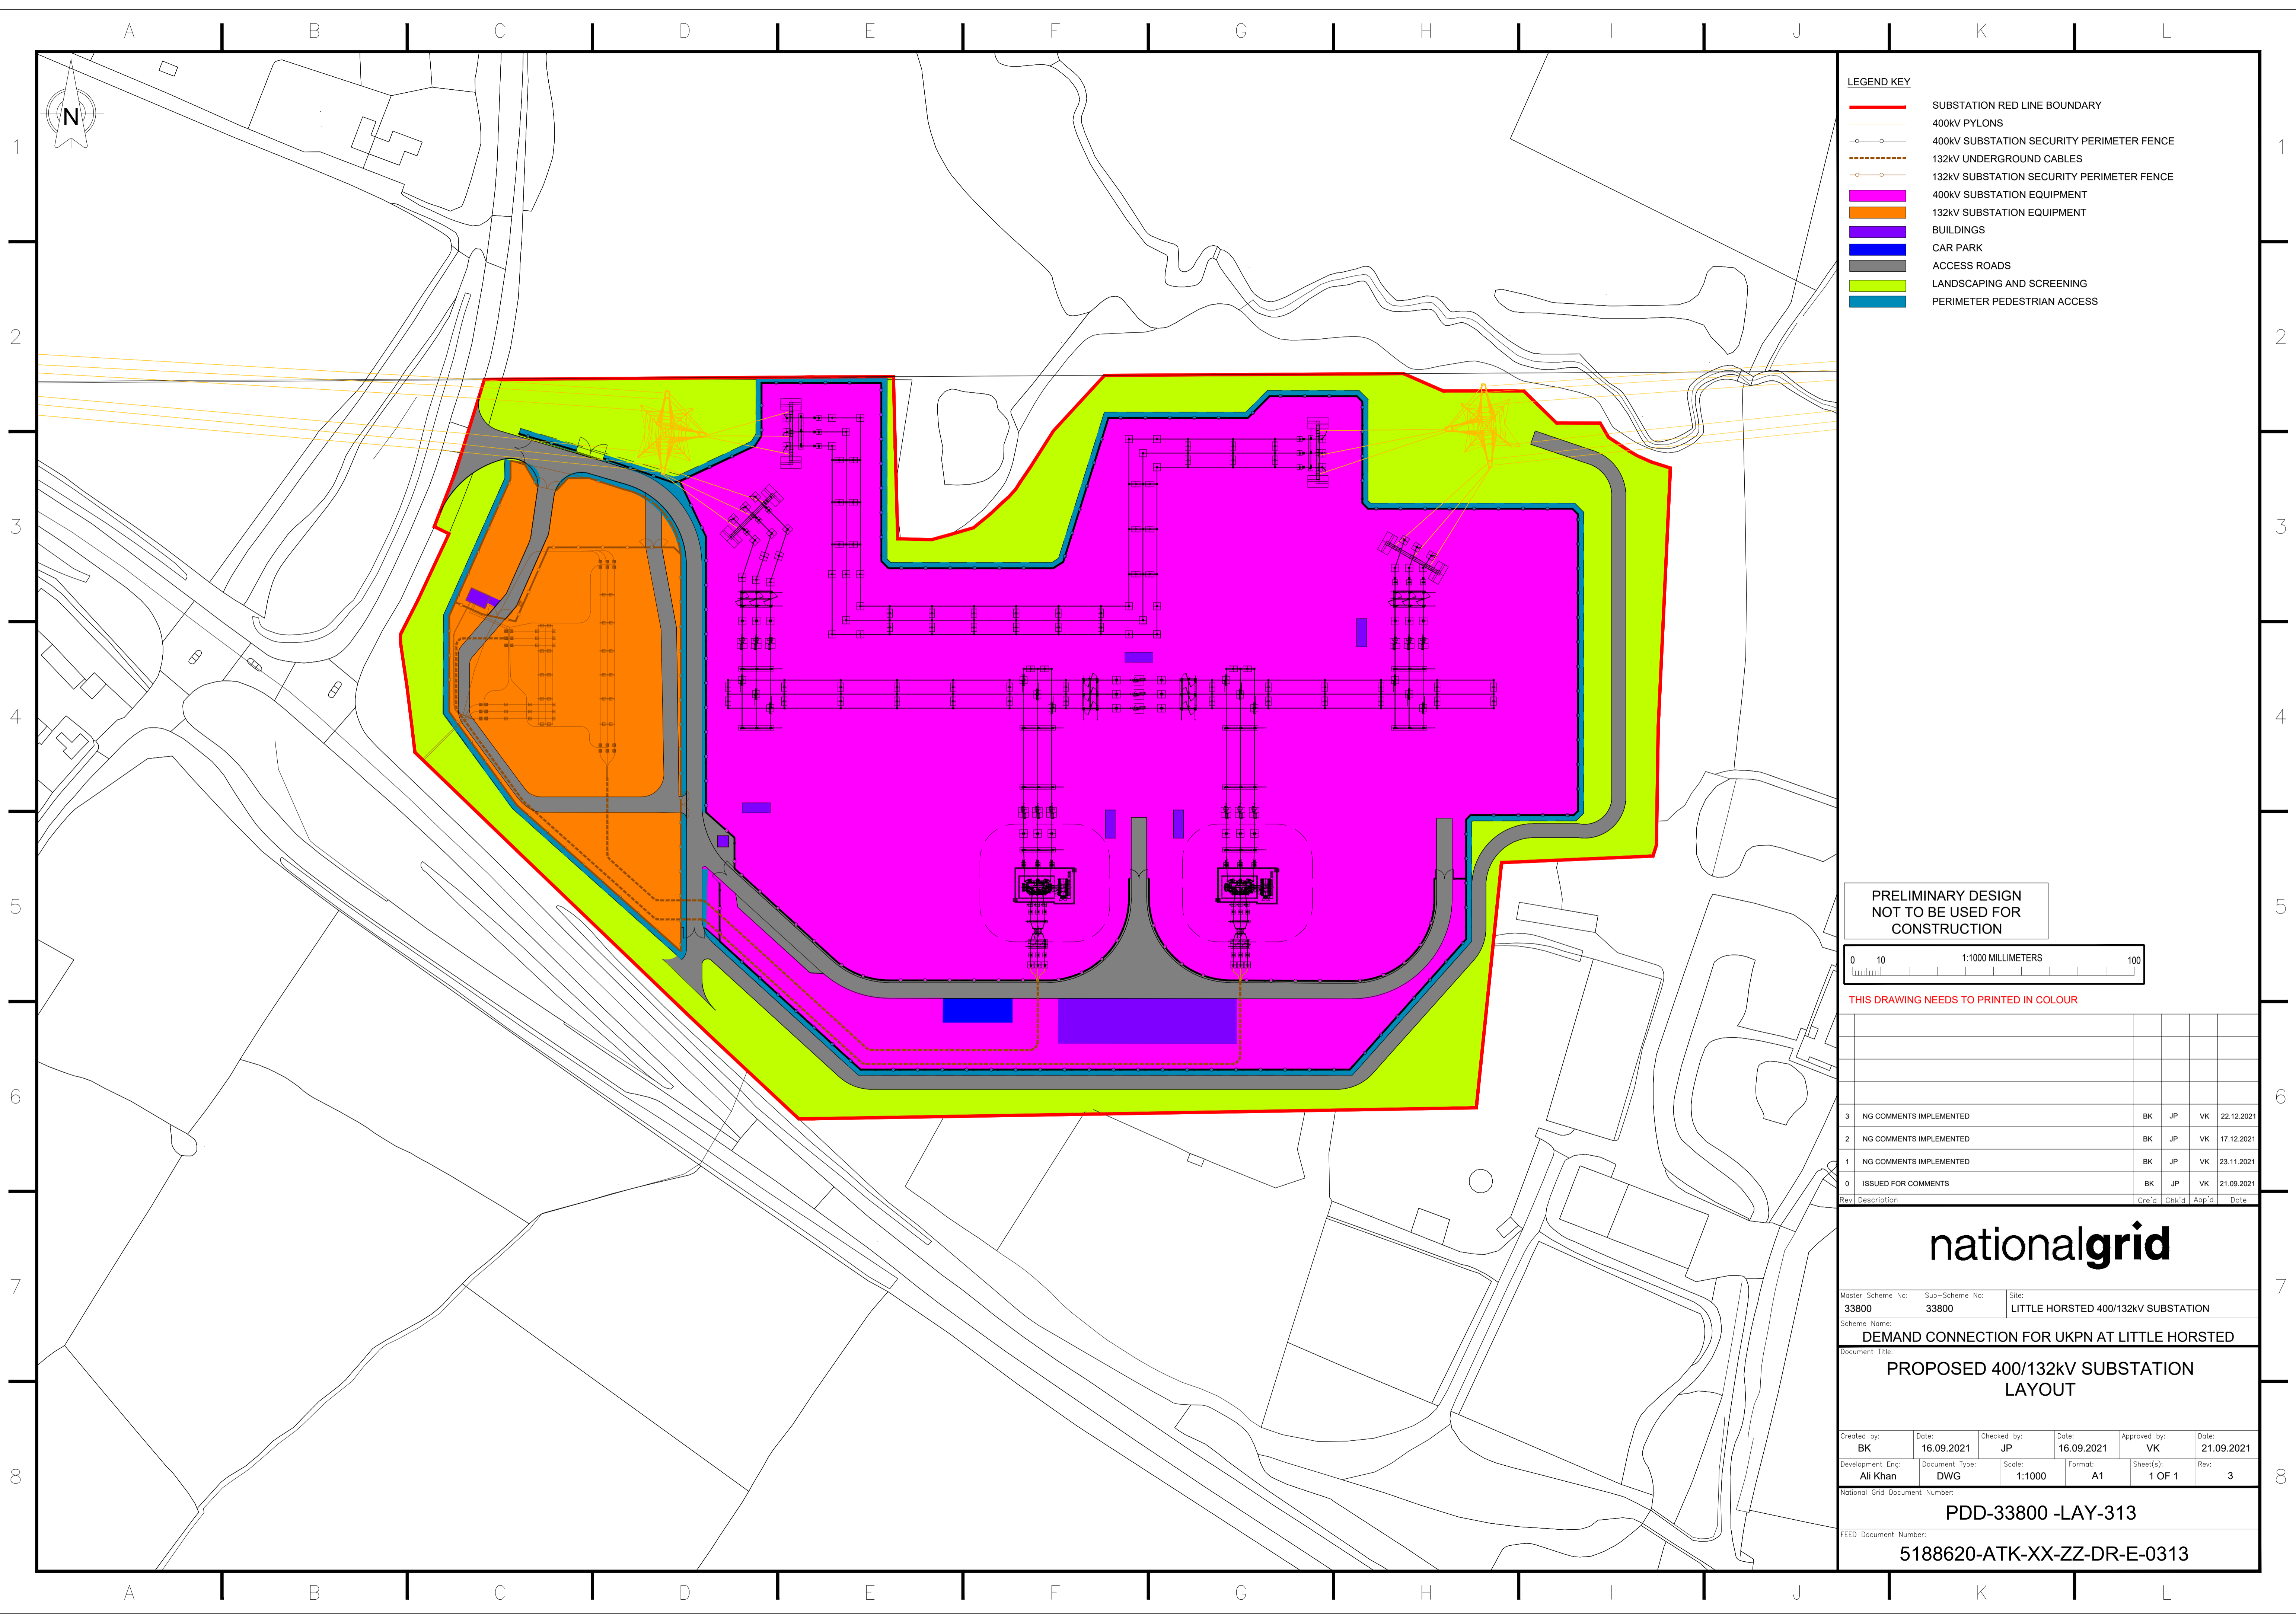 A B C D E F G H I J K L
1 1
2 2
3 3
4 4
5 5
6 6
7 7
8 8
A B C D E F G H I J K L
N
LEGEND KEY
SUBSTATION RED LINE BOUNDARY
400kV PYLONS
400kV SUBSTATION SECURITY PERIMETER FENCE
132kV UNDERGROUND CABLES
132kV SUBSTATION SECURITY PERIMETER FENCE
400kV SUBSTATION EQUIPMENT
132kV SUBSTATION EQUIPMENT
BUILDINGS
CAR PARK
ACCESS ROADS
LANDSCAPING AND SCREENING
PERIMETER PEDESTRIAN ACCESS
PRELIMINARY DESIGN
NOT TO BE USED FOR
CONSTRUCTION
0 10 1:1000 MILLIMETERS 100
THIS DRAWING NEEDS TO PRINTED IN COLOUR
3 NG COMMENTS IMPLEMENTED BK JP VK 22.12.2021
2 NG COMMENTS IMPLEMENTED BK JP VK 17.12.2021
1 NG COMMENTS IMPLEMENTED BK JP VK 23.11.2021
0 ISSUED FOR COMMENTS BK JP VK 21.09.2021
Rev Description Cre'd Chk'd App'd Date
nationalgrid
Master Scheme No: Sub-Scheme No: Site:
33800 33800 LITTLE HORSTED 400/132kV SUBSTATION
Scheme Name:
DEMAND CONNECTION FOR UKPN AT LITTLE HORSTED
Document Title:
PROPOSED 400/132kV SUBSTATION
LAYOUT
Created by: Date: Checked by: Date: Approved by: Date:
BK 16.09.2021 JP 16.09.2021 VK 21.09.2021
Development Eng: Document Type: Scale: Format: Sheet(s): Rev:
Ali Khan DWG 1:1000 A1 1 OF 1 3
National Grid Document Number:
PDD-33800 -LAY-313
FEED Document Number:
5188620-ATK-XX-ZZ-DR-E-0313